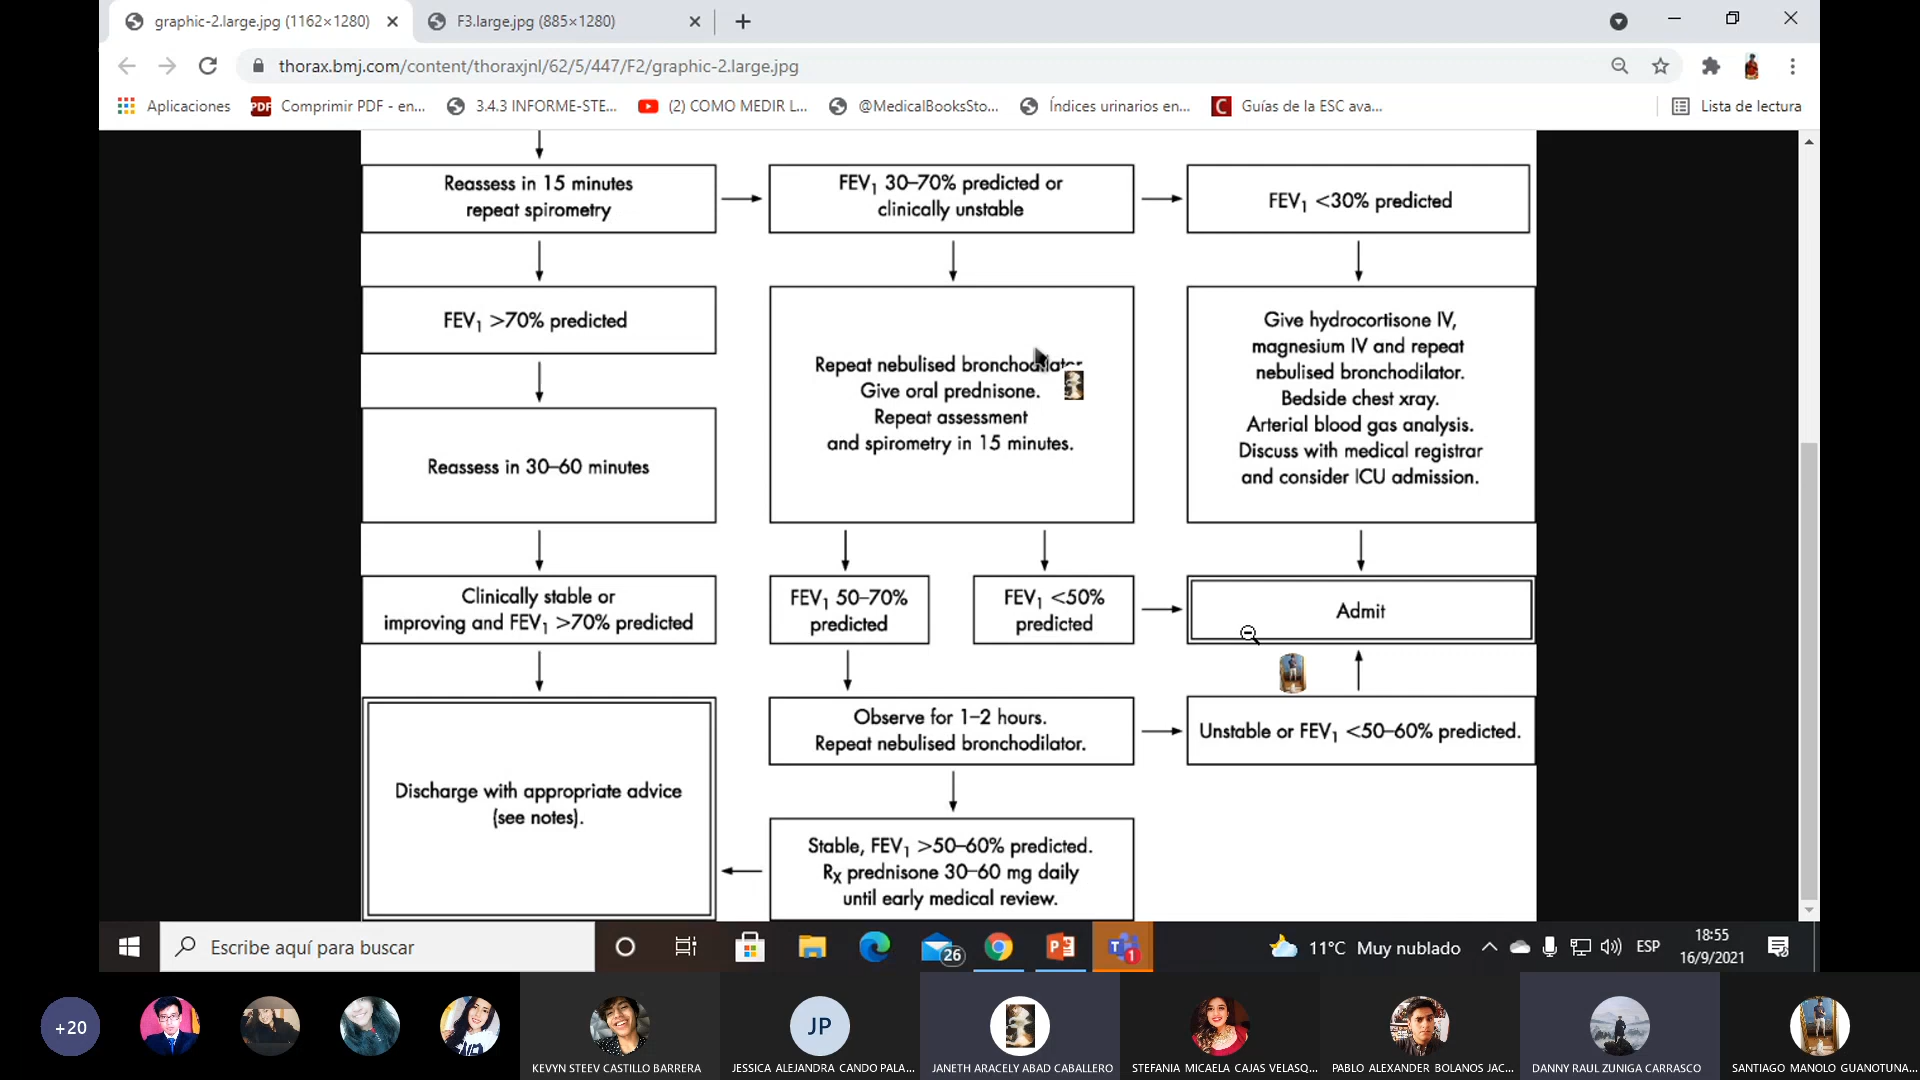 graphic-2.large.jpg (1162×1280)
F3.large.jpg (885×1280)
thorax.bmj.com/content/thoraxjnl/62/5/447/F2/graphic-2.large.jpg
Aplicaciones
PDF
Comprimir PDF - en...
3.4.3 INFORME-STE...
(2) COMO MEDIR L...
@MedicalBooksSto...
Índices urinarios en...
C
Guías de la ESC ava...
Lista de lectura
Reassess in 15 minutes
repeat spirometry
FEV1 30–70% predicted or
clinically unstable
FEV1 <30% predicted
FEV1 >70% predicted
Repeat nebulised bronchodilator.
Give oral prednisone.
Repeat assessment
and spirometry in 15 minutes.
Give hydrocortisone IV,
magnesium IV and repeat
nebulised bronchodilator.
Bedside chest xray.
Arterial blood gas analysis.
Discuss with medical registrar
and consider ICU admission.
Reassess in 30–60 minutes
Clinically stable or
improving and FEV1 >70% predicted
FEV1 50–70%
predicted
FEV1 <50%
predicted
Admit
Discharge with appropriate advice
(see notes).
Observe for 1–2 hours.
Repeat nebulised bronchodilator.
Unstable or FEV1 <50–60% predicted.
Stable, FEV1 >50–60% predicted.
Rx prednisone 30–60 mg daily
until early medical review.
Escribe aquí para buscar
26
1
11°C Muy nublado
ESP
18:55
16/9/2021
+20
JP
KEVYN STEEV CASTILLO BARRERA
JESSICA ALEJANDRA CANDO PALA...
JANETH ARACELY ABAD CABALLERO
STEFANIA MICAELA CAJAS VELASQ...
PABLO ALEXANDER BOLANOS JAC...
DANNY RAUL ZUNIGA CARRASCO
SANTIAGO MANOLO GUANOTUNA...